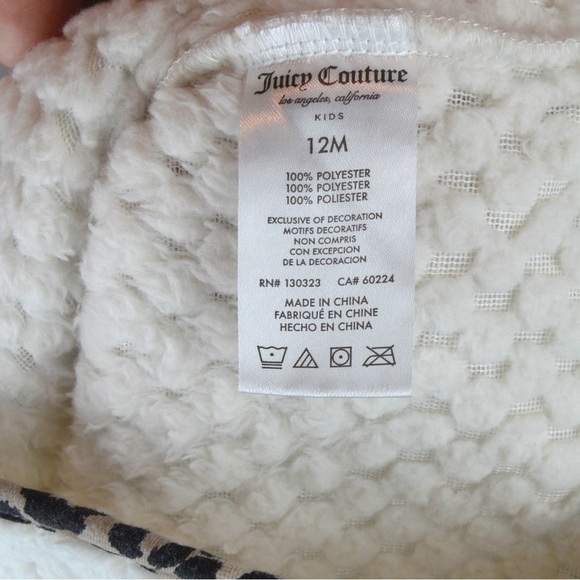 Juicy Couture
los angeles, california
KIDS
12M
100% POLYESTER
100% POLYESTER
100% POLIESTER
EXCLUSIVE OF DECORATION
MOTIFS DECORATIFS
NON COMPRIS
CON EXCEPCION
DE LA DECORACION
RN# 130323 CA# 60224
MADE IN CHINA
FABRIQUÉ EN CHINE
HECHO EN CHINA